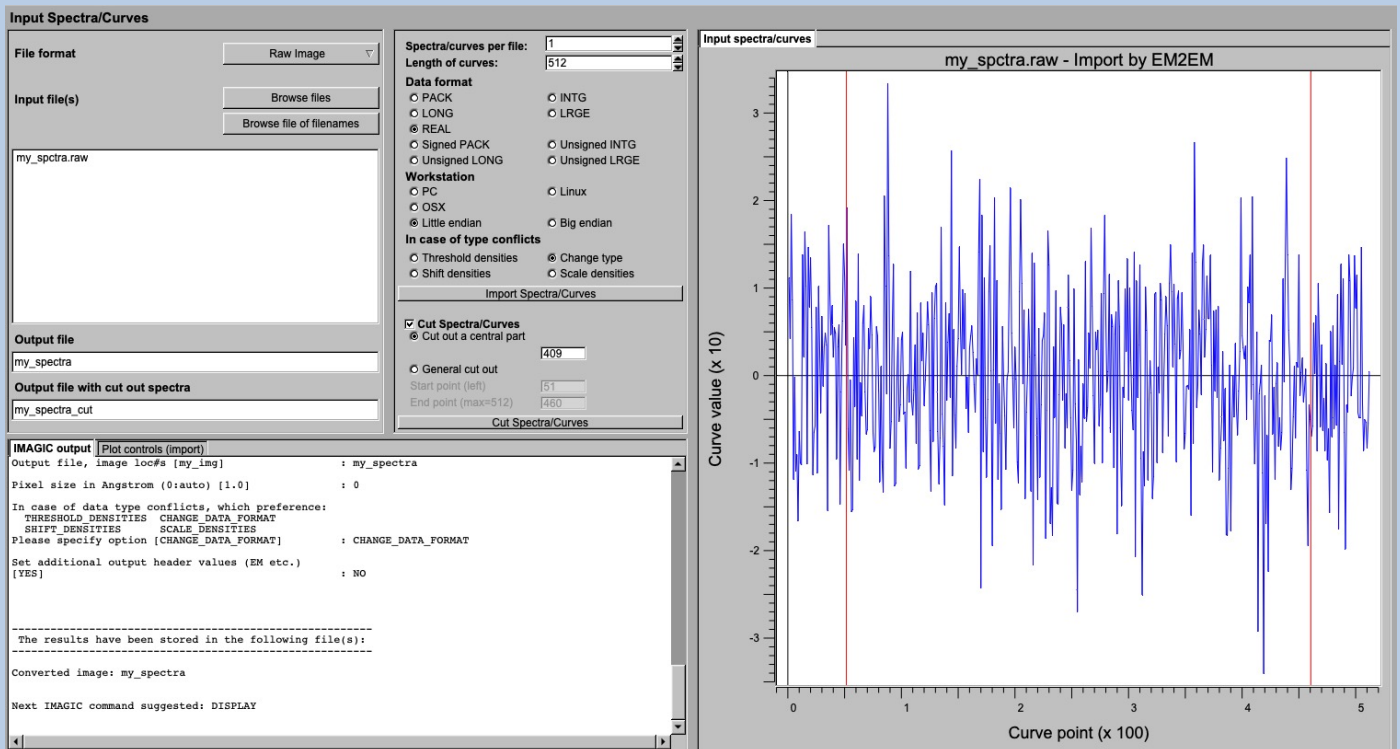 Input Spectra/Curves
File format
Raw Image
Input file(s)
Browse files
Browse file of filenames
my_spctra.raw
Output file
my_spectra
Output file with cut out spectra
my_spectra_cut
Spectra/curves per file:
1
Length of curves:
512
Data format
PACK
INTG
LONG
LRGE
REAL
Signed PACK
Unsigned INTG
Unsigned LONG
Unsigned LRGE
Workstation
PC
Linux
OSX
Little endian
Big endian
In case of type conflicts
Threshold densities
Change type
Shift densities
Scale densities
Import Spectra/Curves
Cut Spectra/Curves
Cut out a central part
409
General cut out
Start point (left)
51
End point (max=512)
460
Cut Spectra/Curves
IMAGIC output
Plot controls (import)
Output file, image loc#s [my_img] : my_spectra
Pixel size in Angstrom (0:auto) [1.0] : 0
In case of data type conflicts, which preference:
THRESHOLD_DENSITIES CHANGE_DATA_FORMAT
SHIFT_DENSITIES SCALE_DENSITIES
Please specify option [CHANGE_DATA_FORMAT] : CHANGE_DATA_FORMAT
Set additional output header values (EM etc.)
[YES] : NO
The results have been stored in the following file(s):
Converted image: my_spectra
Next IMAGIC command suggested: DISPLAY
Input spectra/curves
my_spctra.raw - Import by EM2EM
Curve value (x 10)
3
2
1
0
-1
-2
-3
0 1 2 3 4 5
Curve point (x 100)